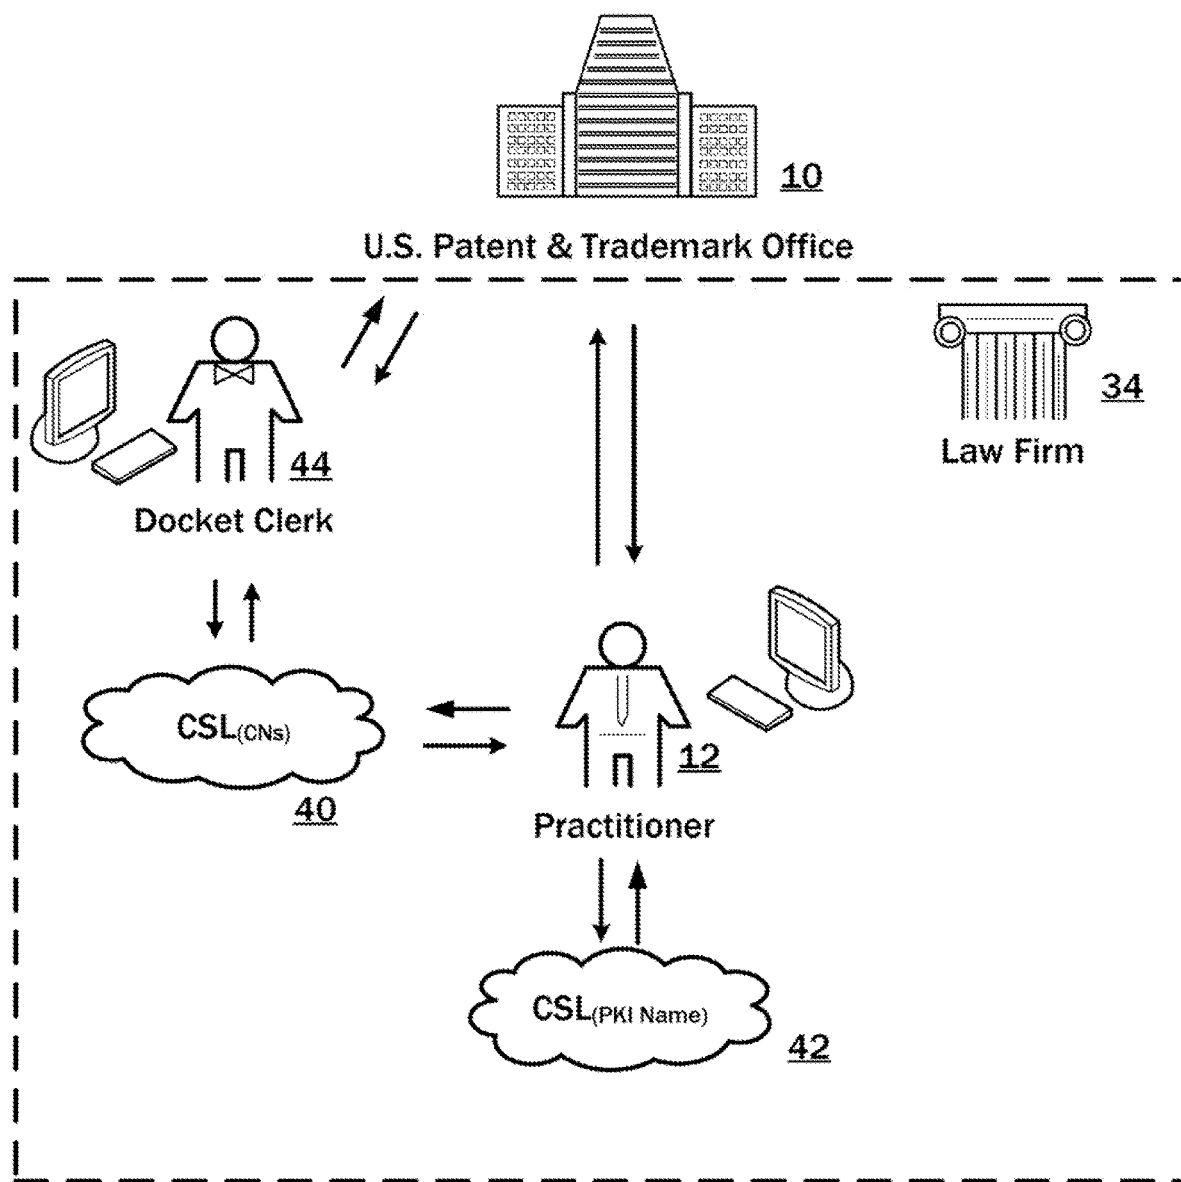 10
U.S. Patent & Trademark Office
34
Law Firm
44
Docket Clerk
CSL(CNs)
40
12
Practitioner
CSL(PKI Name)
42